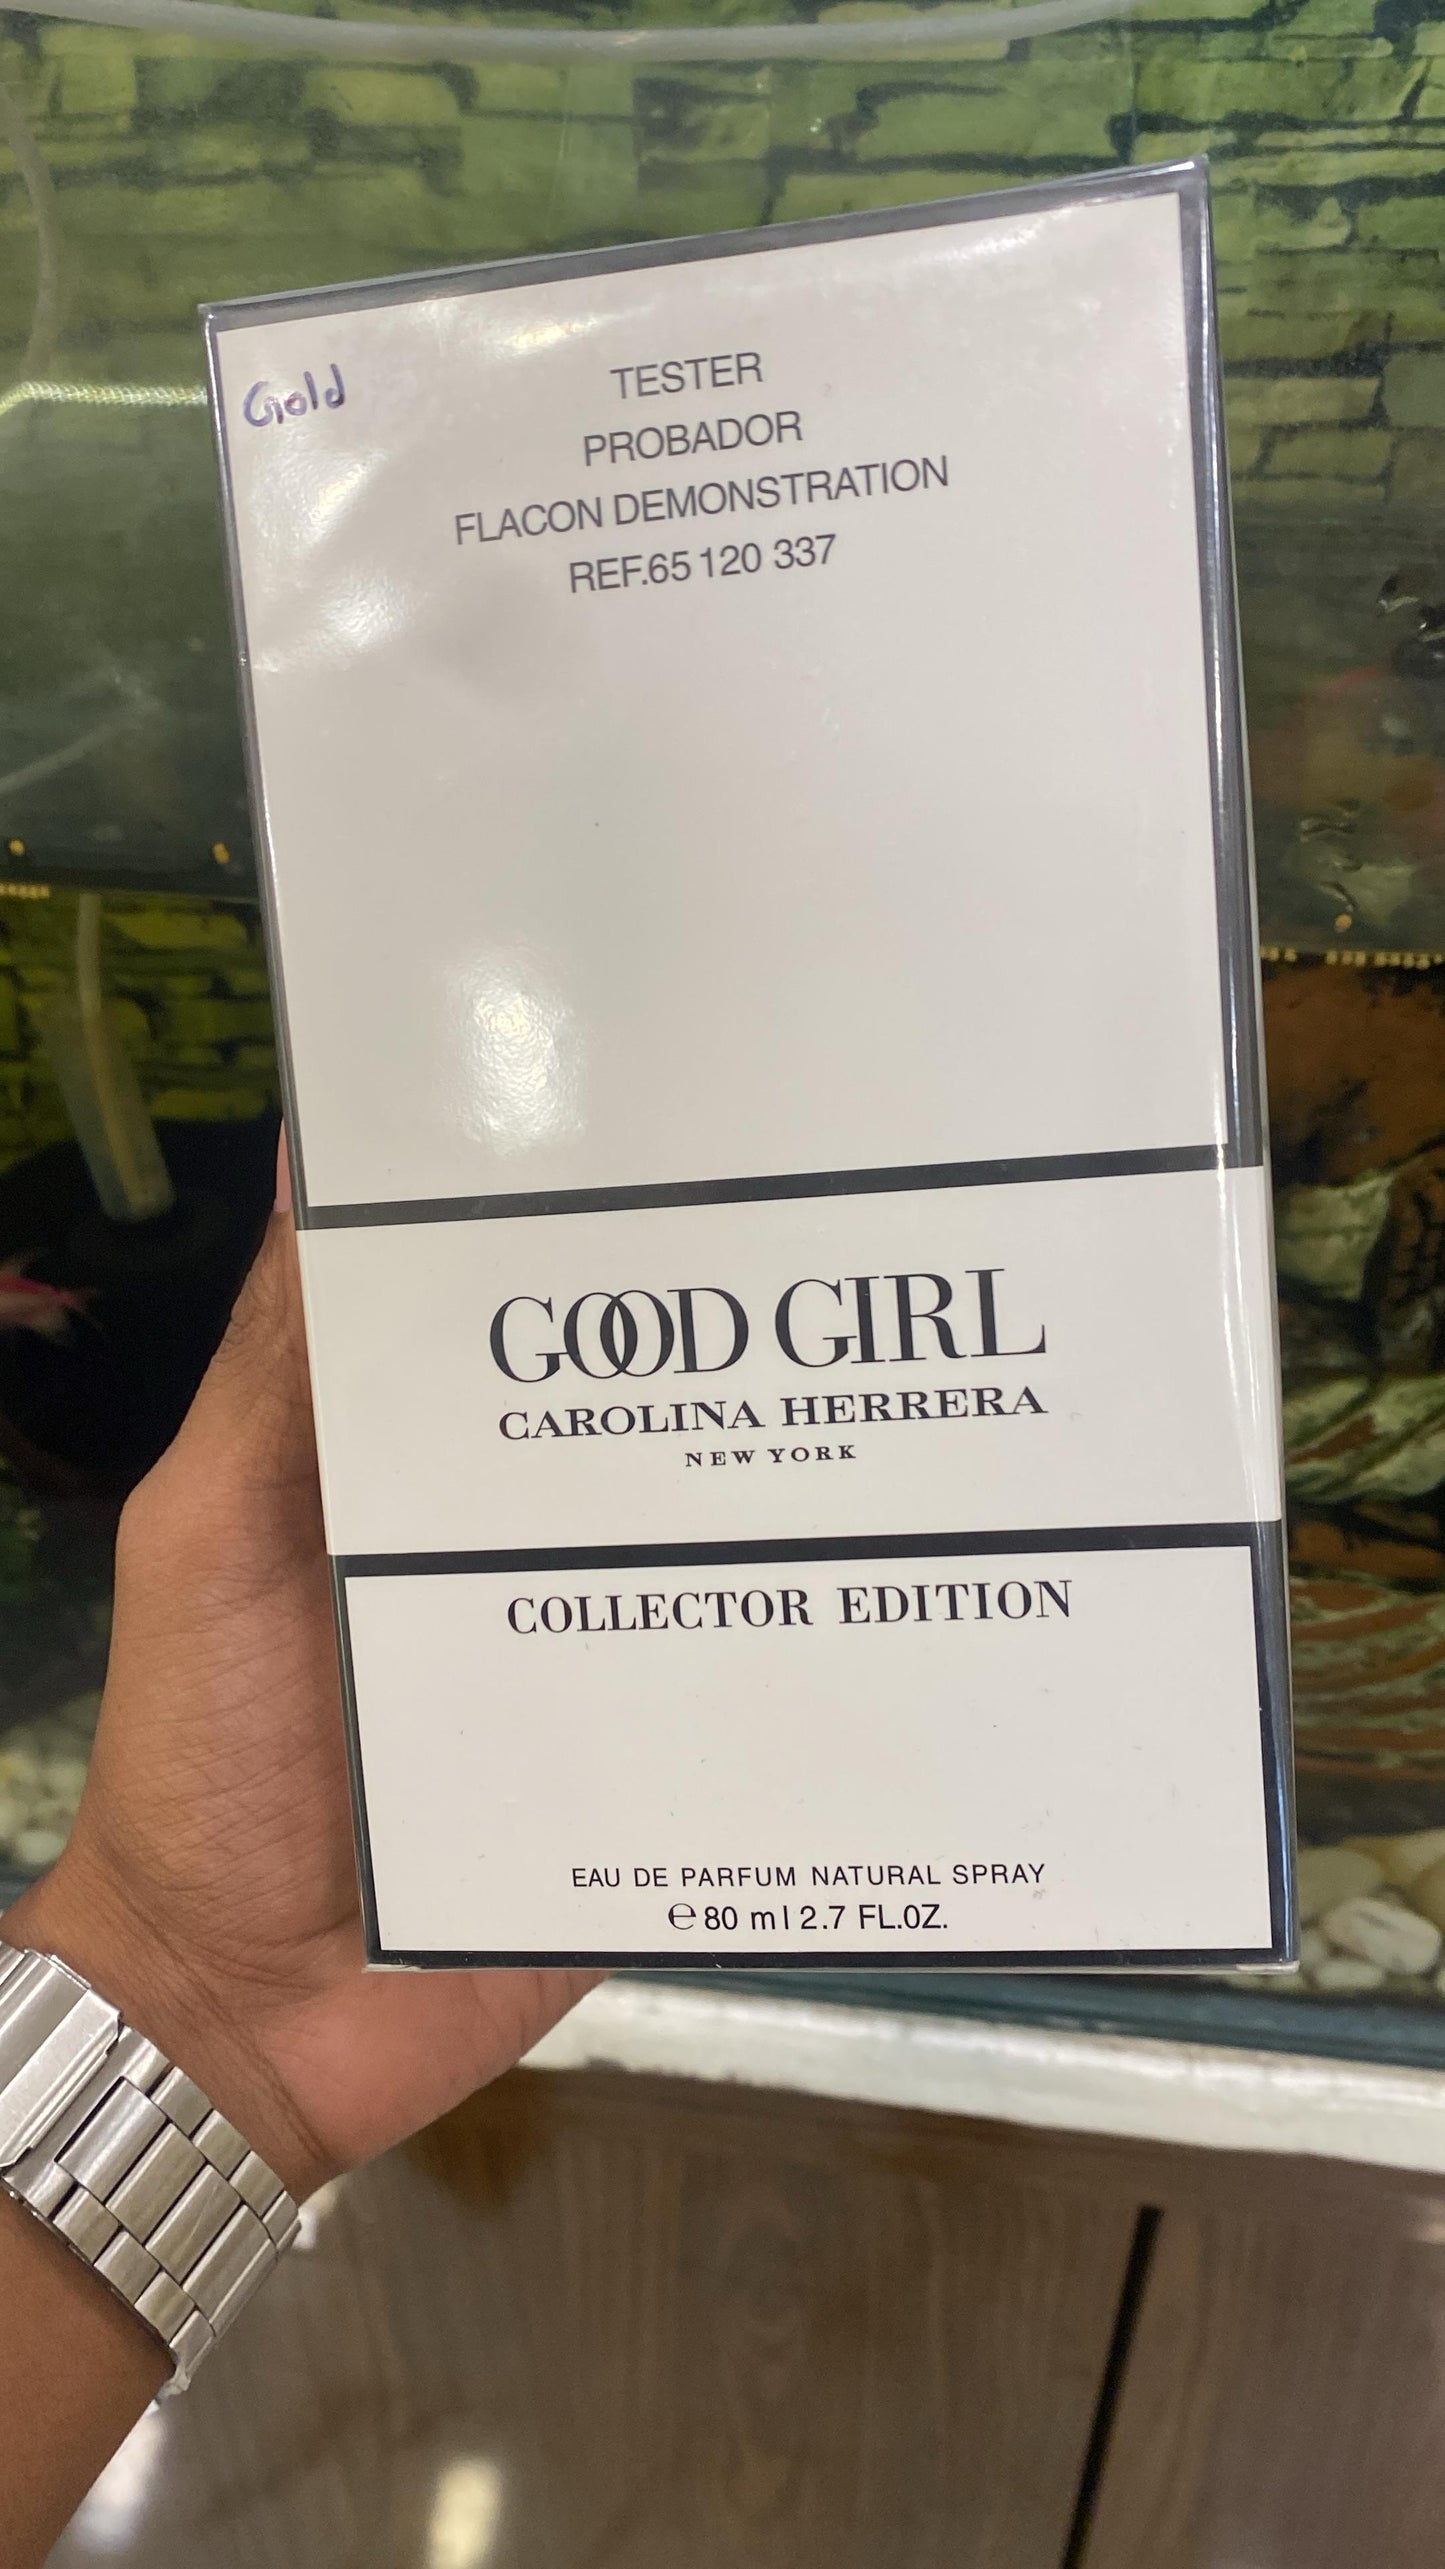 Gold
TESTER
PROBADOR
FLACON DEMONSTRATION
REF.65 120 337
GOOD GIRL
CAROLINA HERRERA
NEW YORK
COLLECTOR EDITION
EAU DE PARFUM NATURAL SPRAY
℮ 80 ml 2.7 FL.OZ.